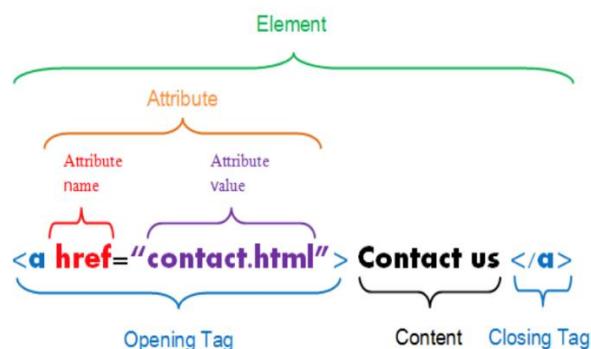 Element
Attribute
Attribute Attribute
name value
<a href=“contact.html”> Contact us </a>
Opening Tag Content Closing Tag